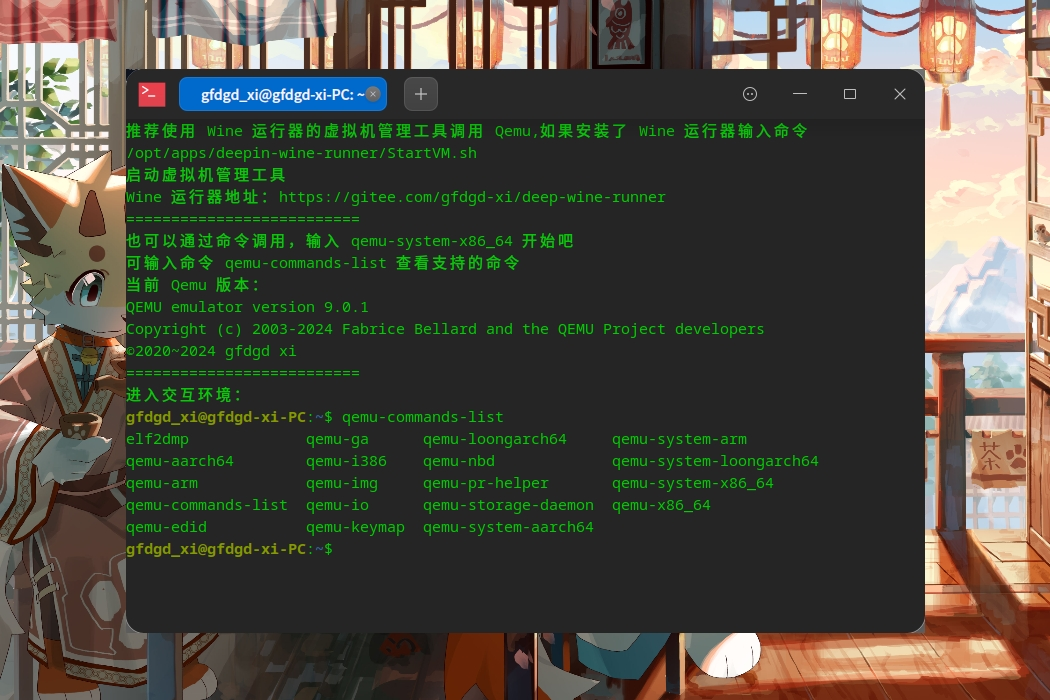 gfdgd_xi@gfdgd-xi-PC: ~
推荐使用 Wine 运行器的虚拟机管理工具调用 Qemu,如果安装了 Wine 运行器输入命令
/opt/apps/deepin-wine-runner/StartVM.sh
启动虚拟机管理工具
Wine 运行器地址：https://gitee.com/gfdgd-xi/deep-wine-runner
==========================
也可以通过命令调用，输入 qemu-system-x86_64 开始吧
可输入命令 qemu-commands-list 查看支持的命令
当前 Qemu 版本：
QEMU emulator version 9.0.1
Copyright (c) 2003-2024 Fabrice Bellard and the QEMU Project developers
©2020~2024 gfdgd xi
==========================
进入交互环境：
gfdgd_xi@gfdgd-xi-PC:~$ qemu-commands-list
elf2dmp qemu-ga qemu-loongarch64 qemu-system-arm
qemu-aarch64 qemu-i386 qemu-nbd qemu-system-loongarch64
qemu-arm qemu-img qemu-pr-helper qemu-system-x86_64
qemu-commands-list qemu-io qemu-storage-daemon qemu-x86_64
qemu-edid qemu-keymap qemu-system-aarch64
gfdgd_xi@gfdgd-xi-PC:~$
茶